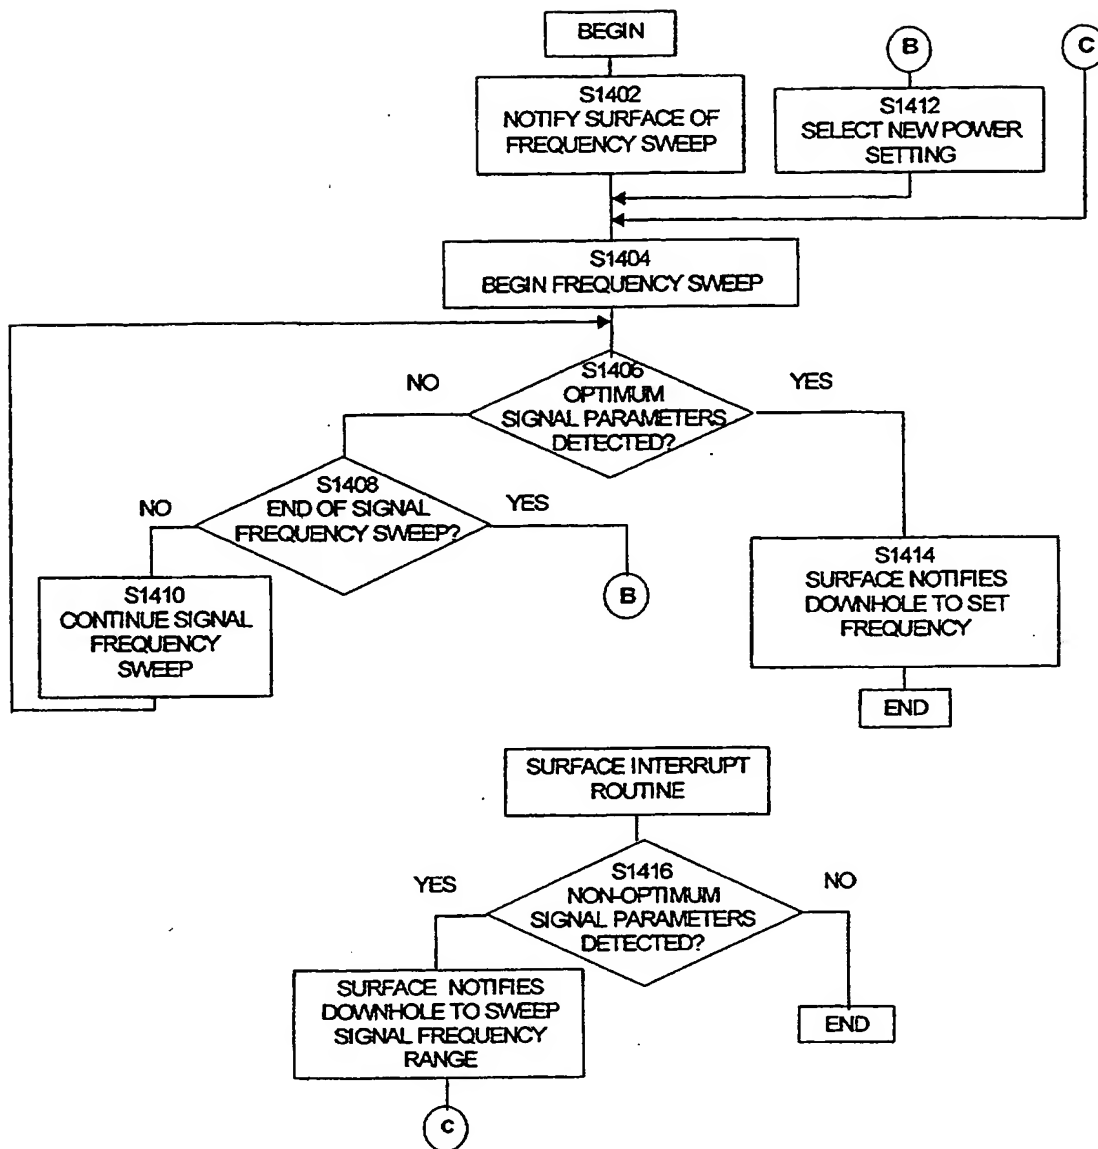 BEGIN
B
C
S1402
NOTIFY SURFACE OF
FREQUENCY SWEEP
S1412
SELECT NEW POWER
SETTING
S1404
BEGIN FREQUENCY SWEEP
S1406
OPTIMUM
SIGNAL PARAMETERS
DETECTED?
NO
YES
S1408
END OF SIGNAL
FREQUENCY SWEEP?
NO
YES
S1410
CONTINUE SIGNAL
FREQUENCY
SWEEP
B
S1414
SURFACE NOTIFIES
DOWNHOLE TO SET
FREQUENCY
END
SURFACE INTERRUPT
ROUTINE
S1416
NON-OPTIMUM
SIGNAL PARAMETERS
DETECTED?
YES
NO
SURFACE NOTIFIES
DOWNHOLE TO SWEEP
SIGNAL FREQUENCY
RANGE
END
C